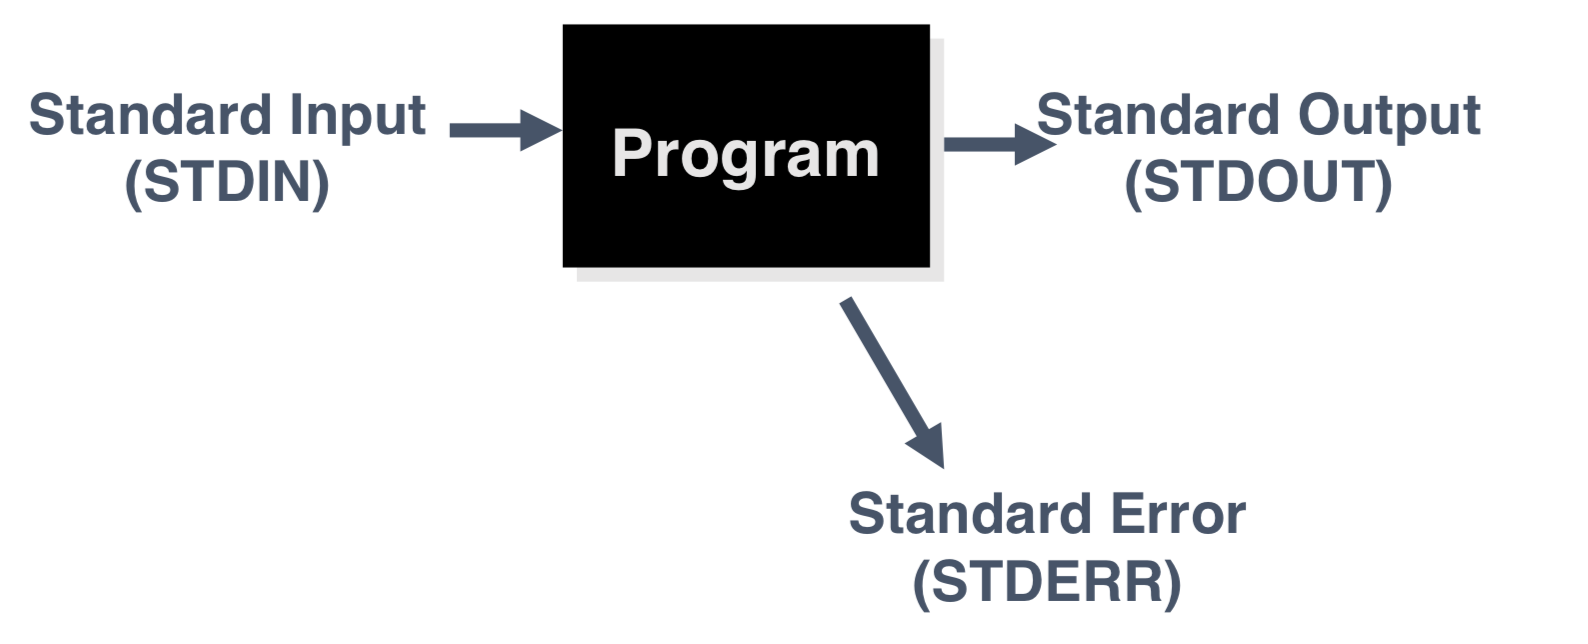 Standard Input
(STDIN)
Program
Standard Output
(STDOUT)
Standard Error
(STDERR)